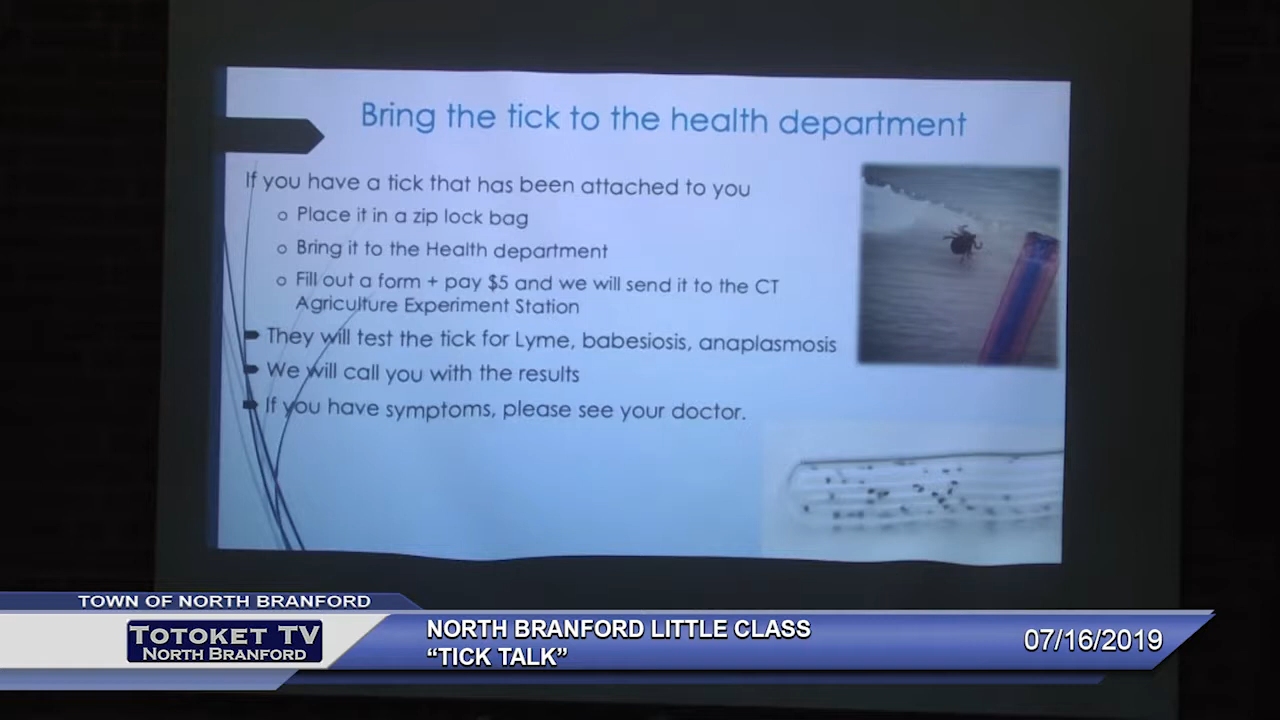 Bring the tick to the health department
If you have a tick that has been attached to you
Place it in a zip lock bag
Bring it to the Health department
Fill out a form + pay $5 and we will send it to the CT
Agriculture Experiment Station
They will test the tick for Lyme, babesiosis, anaplasmosis
We will call you with the results
If you have symptoms, please see your doctor.
TOWN OF NORTH BRANFORD
TOTOKET TV
NORTH BRANFORD
NORTH BRANFORD LITTLE CLASS
“TICK TALK”
07/16/2019